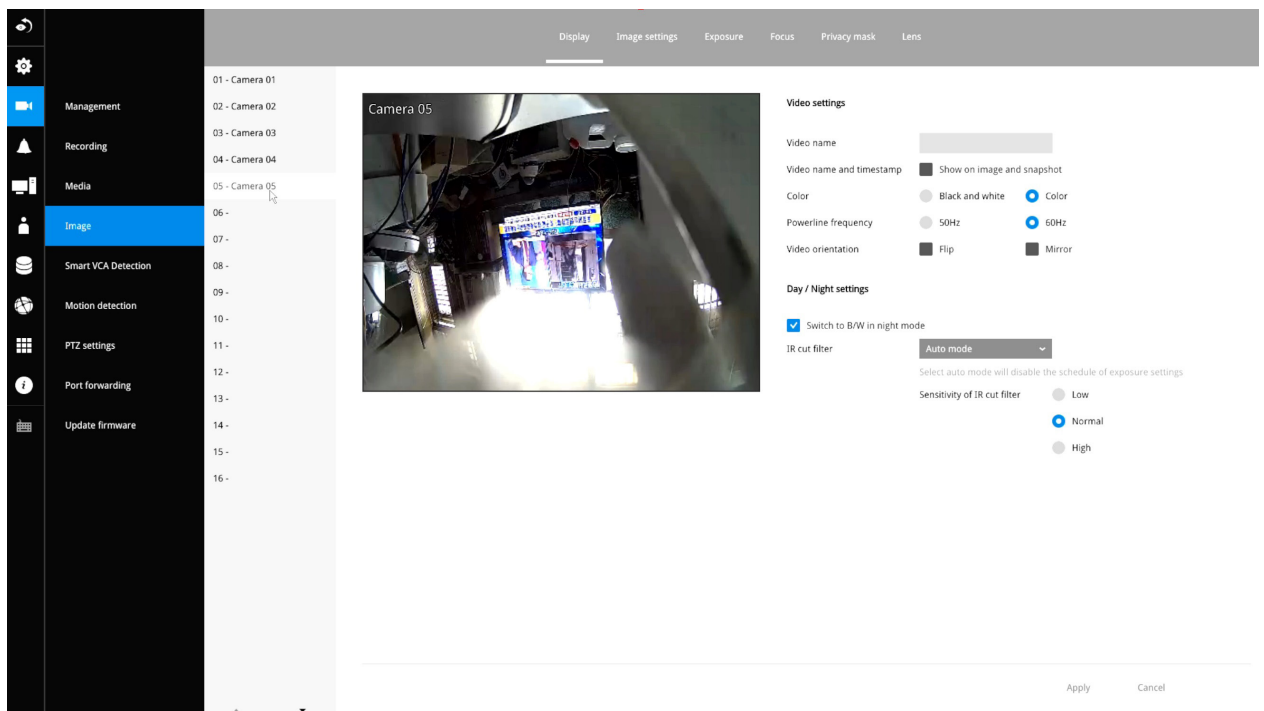 Display Image settings Exposure Focus Privacy mask Lens
Management
Recording
Media
Image
Smart VCA Detection
Motion detection
PTZ settings
Port forwarding
Update firmware
01 - Camera 01
02 - Camera 02
03 - Camera 03
04 - Camera 04
05 - Camera 05
06 -
07 -
08 -
09 -
10 -
11 -
12 -
13 -
14 -
15 -
16 -
Camera 05
Video settings
Video name
Video name and timestamp Show on image and snapshot
Color Black and white Color
Powerline frequency 50Hz 60Hz
Video orientation Flip Mirror
Day / Night settings
Switch to B/W in night mode
IR cut filter Auto mode
Select auto mode will disable the schedule of exposure settings
Sensitivity of IR cut filter Low
Normal
High
Apply Cancel